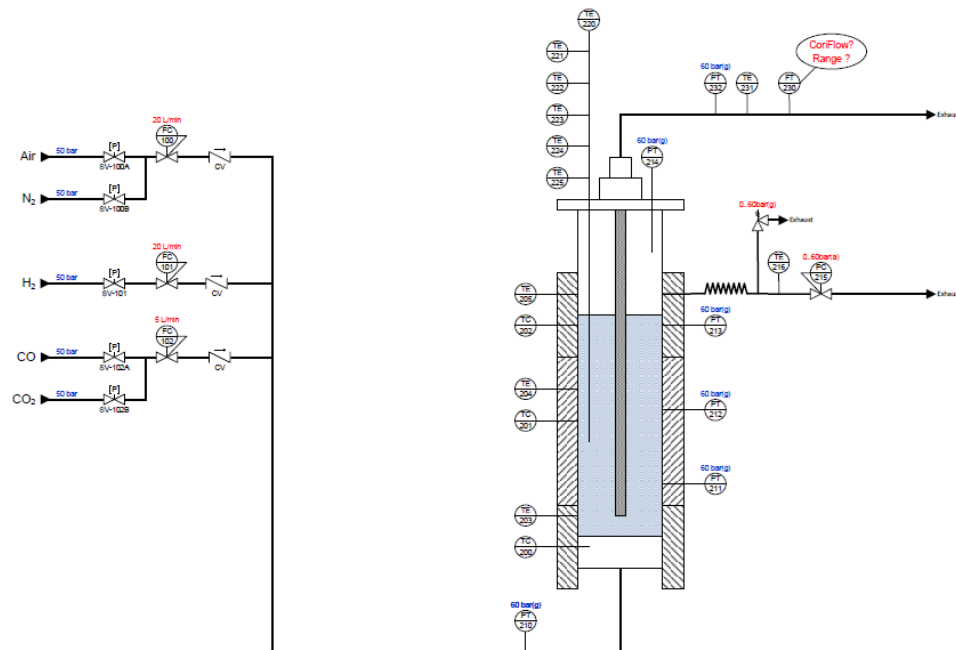 TE
220
TE
221
TE
222
TE
223
TE
224
TE
225
CoriFlow?
Range ?
60 bar(g)
PT
232
TE
231
FT
230
Exhaus
20 L/min
FC
100
Air
50 bar
[P]
SV-100A
CV
N2
50 bar
[P]
SV-100B
60 bar(g)
PT
214
0..60bar(g)
Exhaust
20 L/min
FC
101
H2
50 bar
[P]
SV-101
CV
TE
205
TE
216
0..60bar(a)
PC
215
Exhaus
5 L/min
FC
102
CO
50 bar
[P]
SV-102A
CV
CO2
50 bar
[P]
SV-102B
TC
202
60 bar(g)
PT
213
TE
204
TC
201
60 bar(g)
PT
212
60 bar(g)
PT
211
TE
203
TC
200
60 bar(g)
PT
210